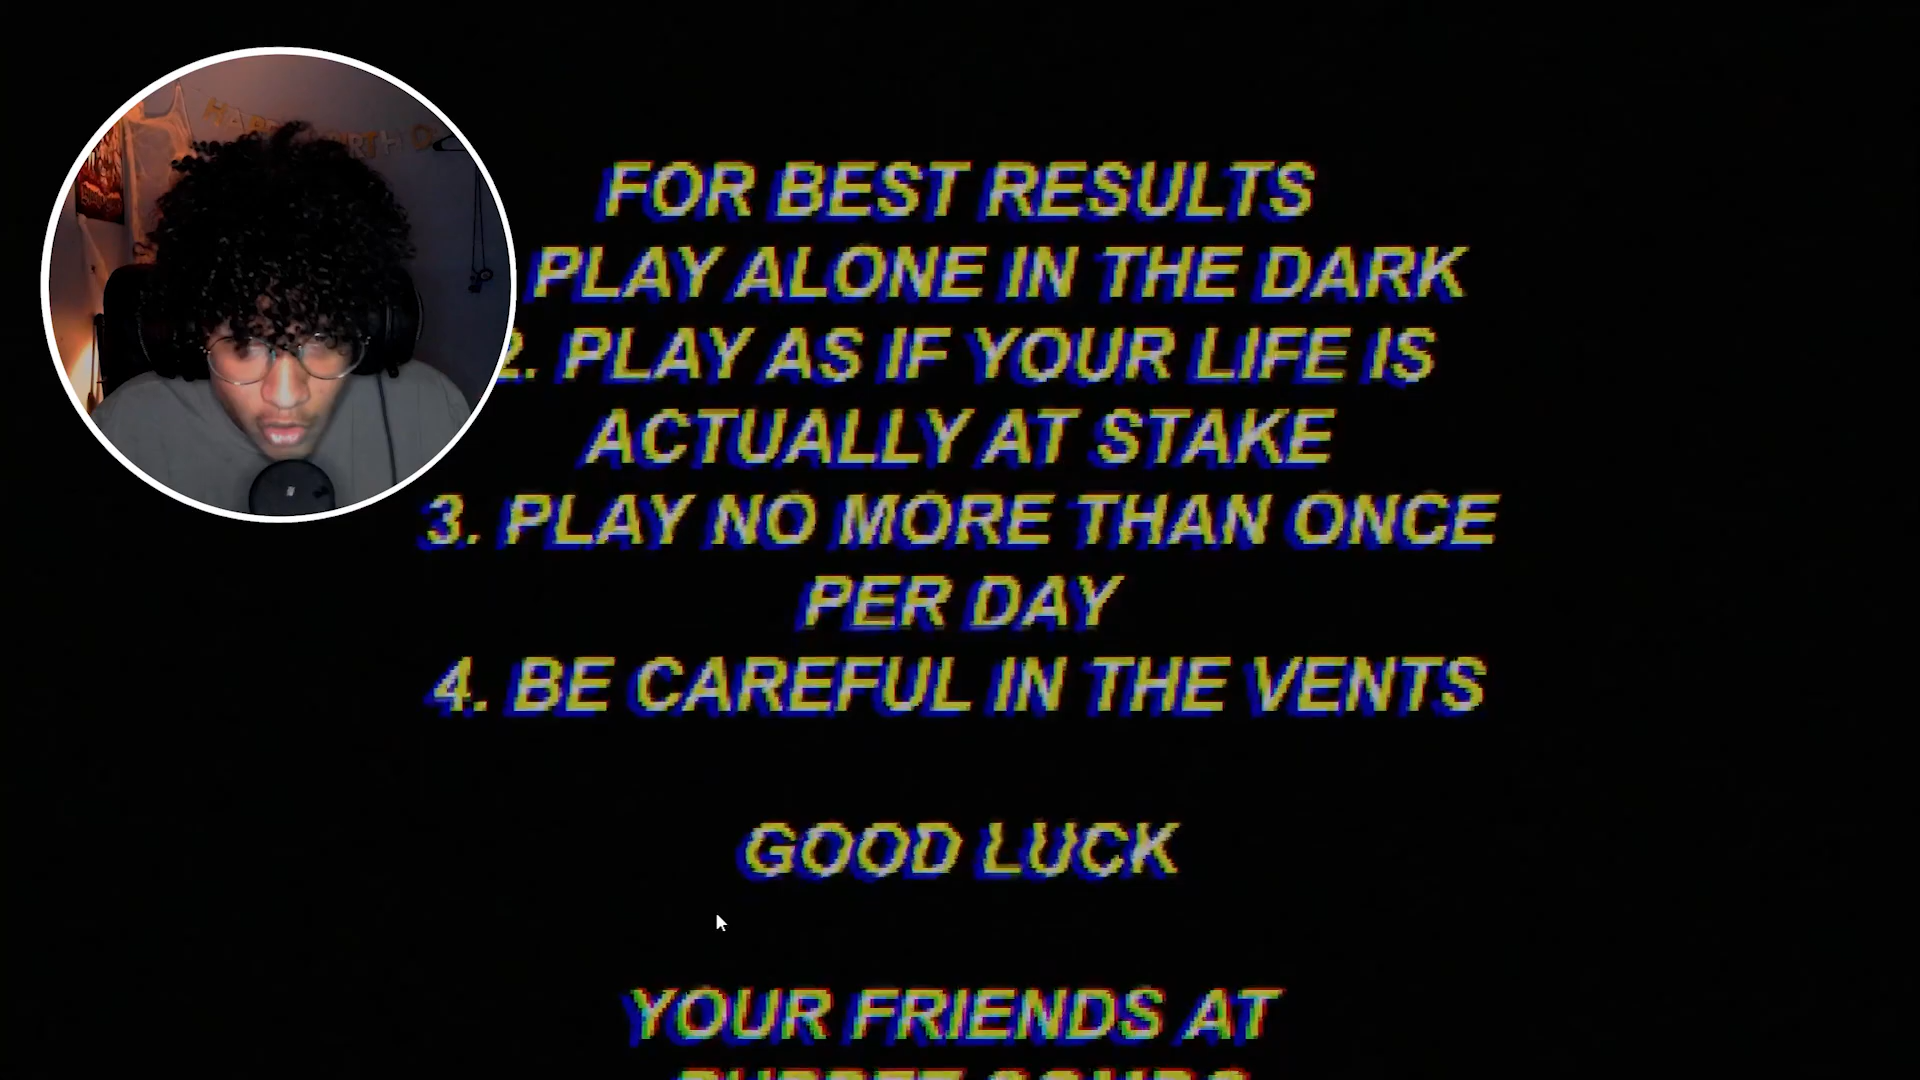 FOR BEST RESULTS
PLAY ALONE IN THE DARK
2. PLAY AS IF YOUR LIFE IS
ACTUALLY AT STAKE
3. PLAY NO MORE THAN ONCE
PER DAY
4. BE CAREFUL IN THE VENTS
GOOD LUCK
YOUR FRIENDS AT